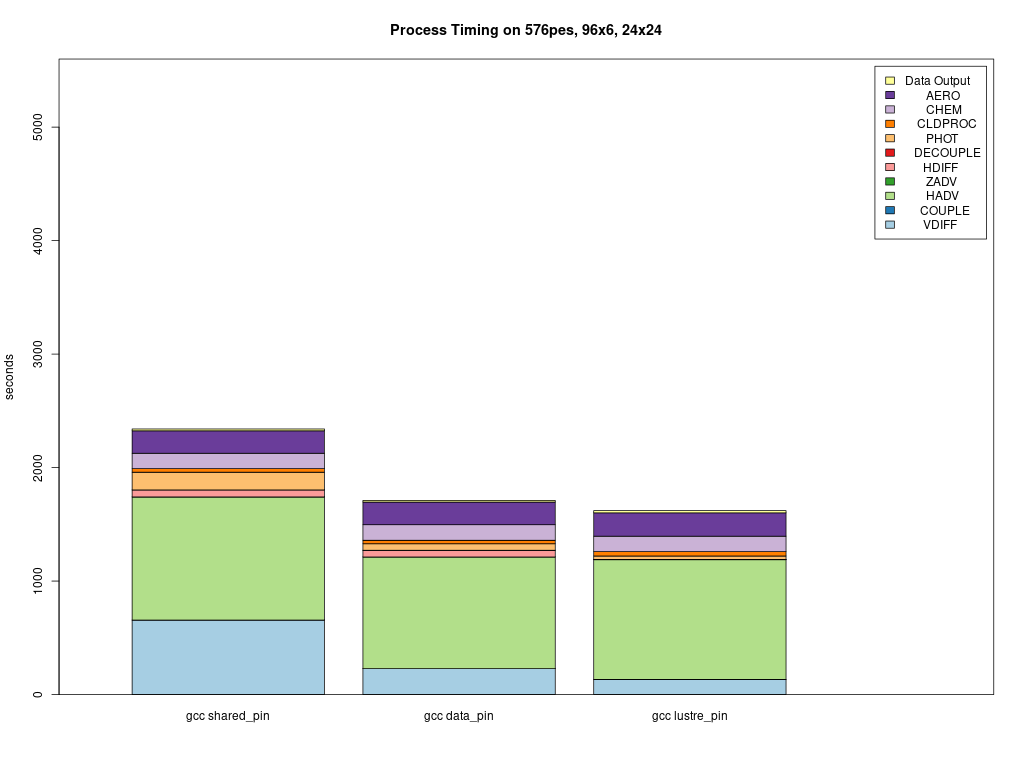 Process Timing on 576pes, 96x6, 24x24
Data Output
AERO
CHEM
CLDPROC
PHOT
DECOUPLE
HDIFF
ZADV
HADV
COUPLE
VDIFF
seconds
5000
4000
3000
2000
1000
0
gcc shared_pin
gcc data_pin
gcc lustre_pin